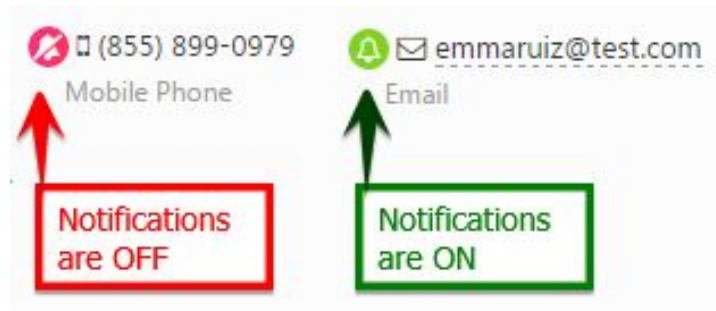 (855) 899-0979
Mobile Phone
emmaruiz@test.com
Email
Notifications
are OFF
Notifications
are ON